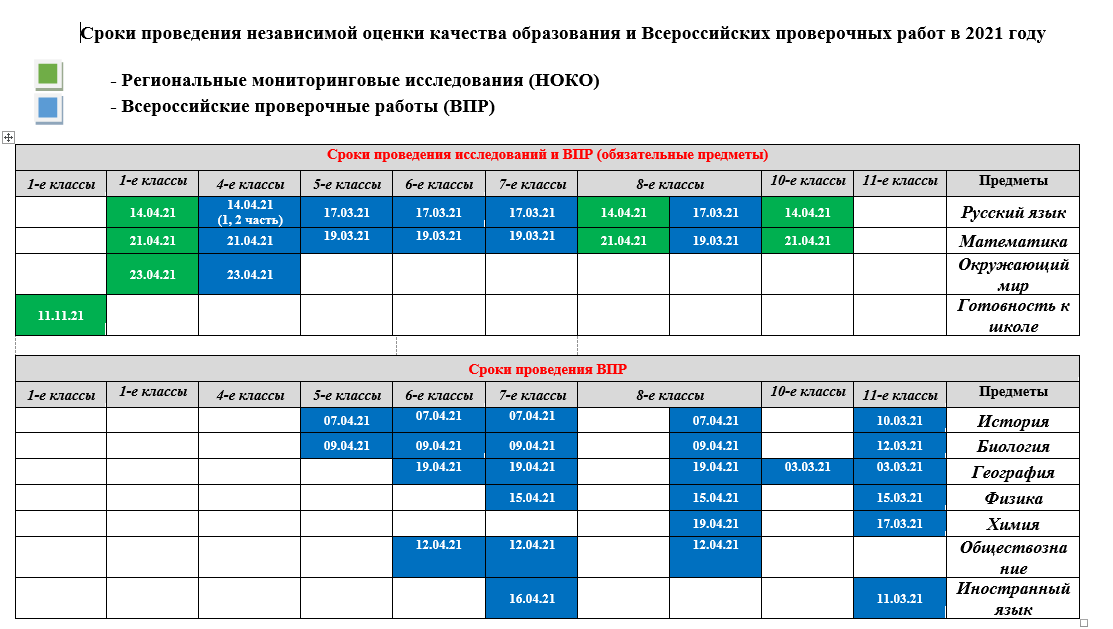 Сроки проведения независимой оценки качества образования и Всероссийских проверочных работ в 2021 году
- Региональные мониторинговые исследования (НОКО)
- Всероссийские проверочные работы (ВПР)
Сроки проведения исследований и ВПР (обязательные предметы)
1-е классы 1-е классы 4-е классы 5-е классы 6-е классы 7-е классы 8-е классы 10-е классы 11-е классы Предметы
14.04.21 14.04.21 (1, 2 часть) 17.03.21 17.03.21 17.03.21 14.04.21 17.03.21 14.04.21 Русский язык
21.04.21 21.04.21 19.03.21 19.03.21 19.03.21 21.04.21 19.03.21 21.04.21 Математика
23.04.21 23.04.21 Окружающий
мир
11.11.21 Готовность к
школе
Сроки проведения ВПР
1-е классы 1-е классы 4-е классы 5-е классы 6-е классы 7-е классы 8-е классы 10-е классы 11-е классы Предметы
07.04.21 07.04.21 07.04.21 07.04.21 10.03.21 История
09.04.21 09.04.21 09.04.21 09.04.21 12.03.21 Биология
19.04.21 19.04.21 19.04.21 03.03.21 03.03.21 География
15.04.21 15.04.21 15.03.21 Физика
19.04.21 17.03.21 Химия
12.04.21 12.04.21 12.04.21 Обществозна
ние
16.04.21 11.03.21 Иностранный
язык